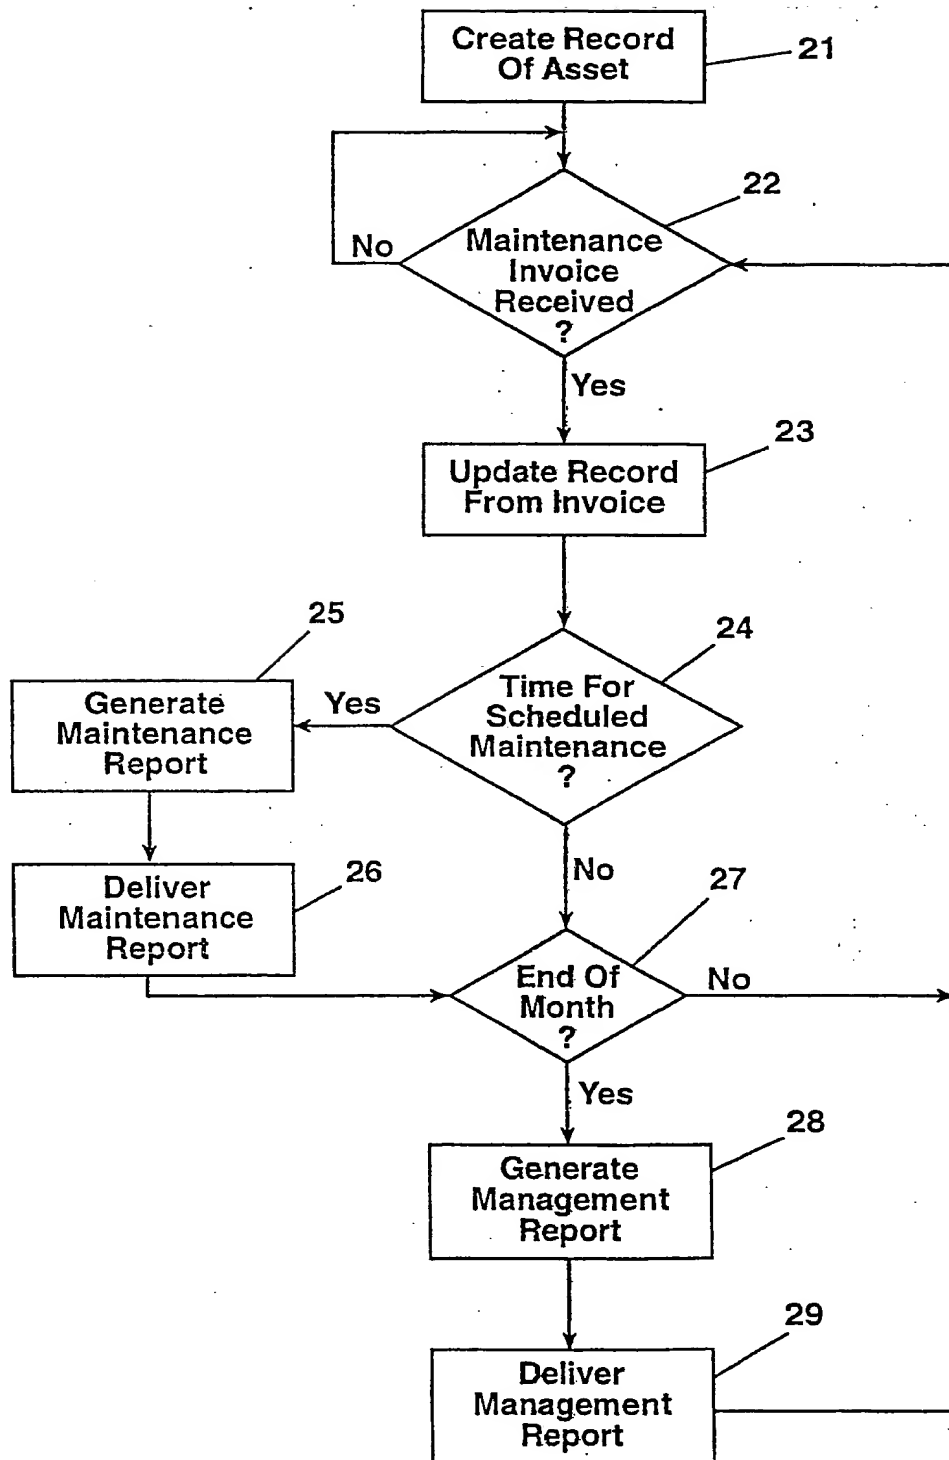 Create Record
Of Asset
21
22
No
Maintenance
Invoice
Received
?
Yes
23
Update Record
From Invoice
24
25
Time For
Scheduled
Maintenance
?
Yes
Generate
Maintenance
Report
No
26
Deliver
Maintenance
Report
27
End Of
Month
?
No
Yes
28
Generate
Management
Report
29
Deliver
Management
Report